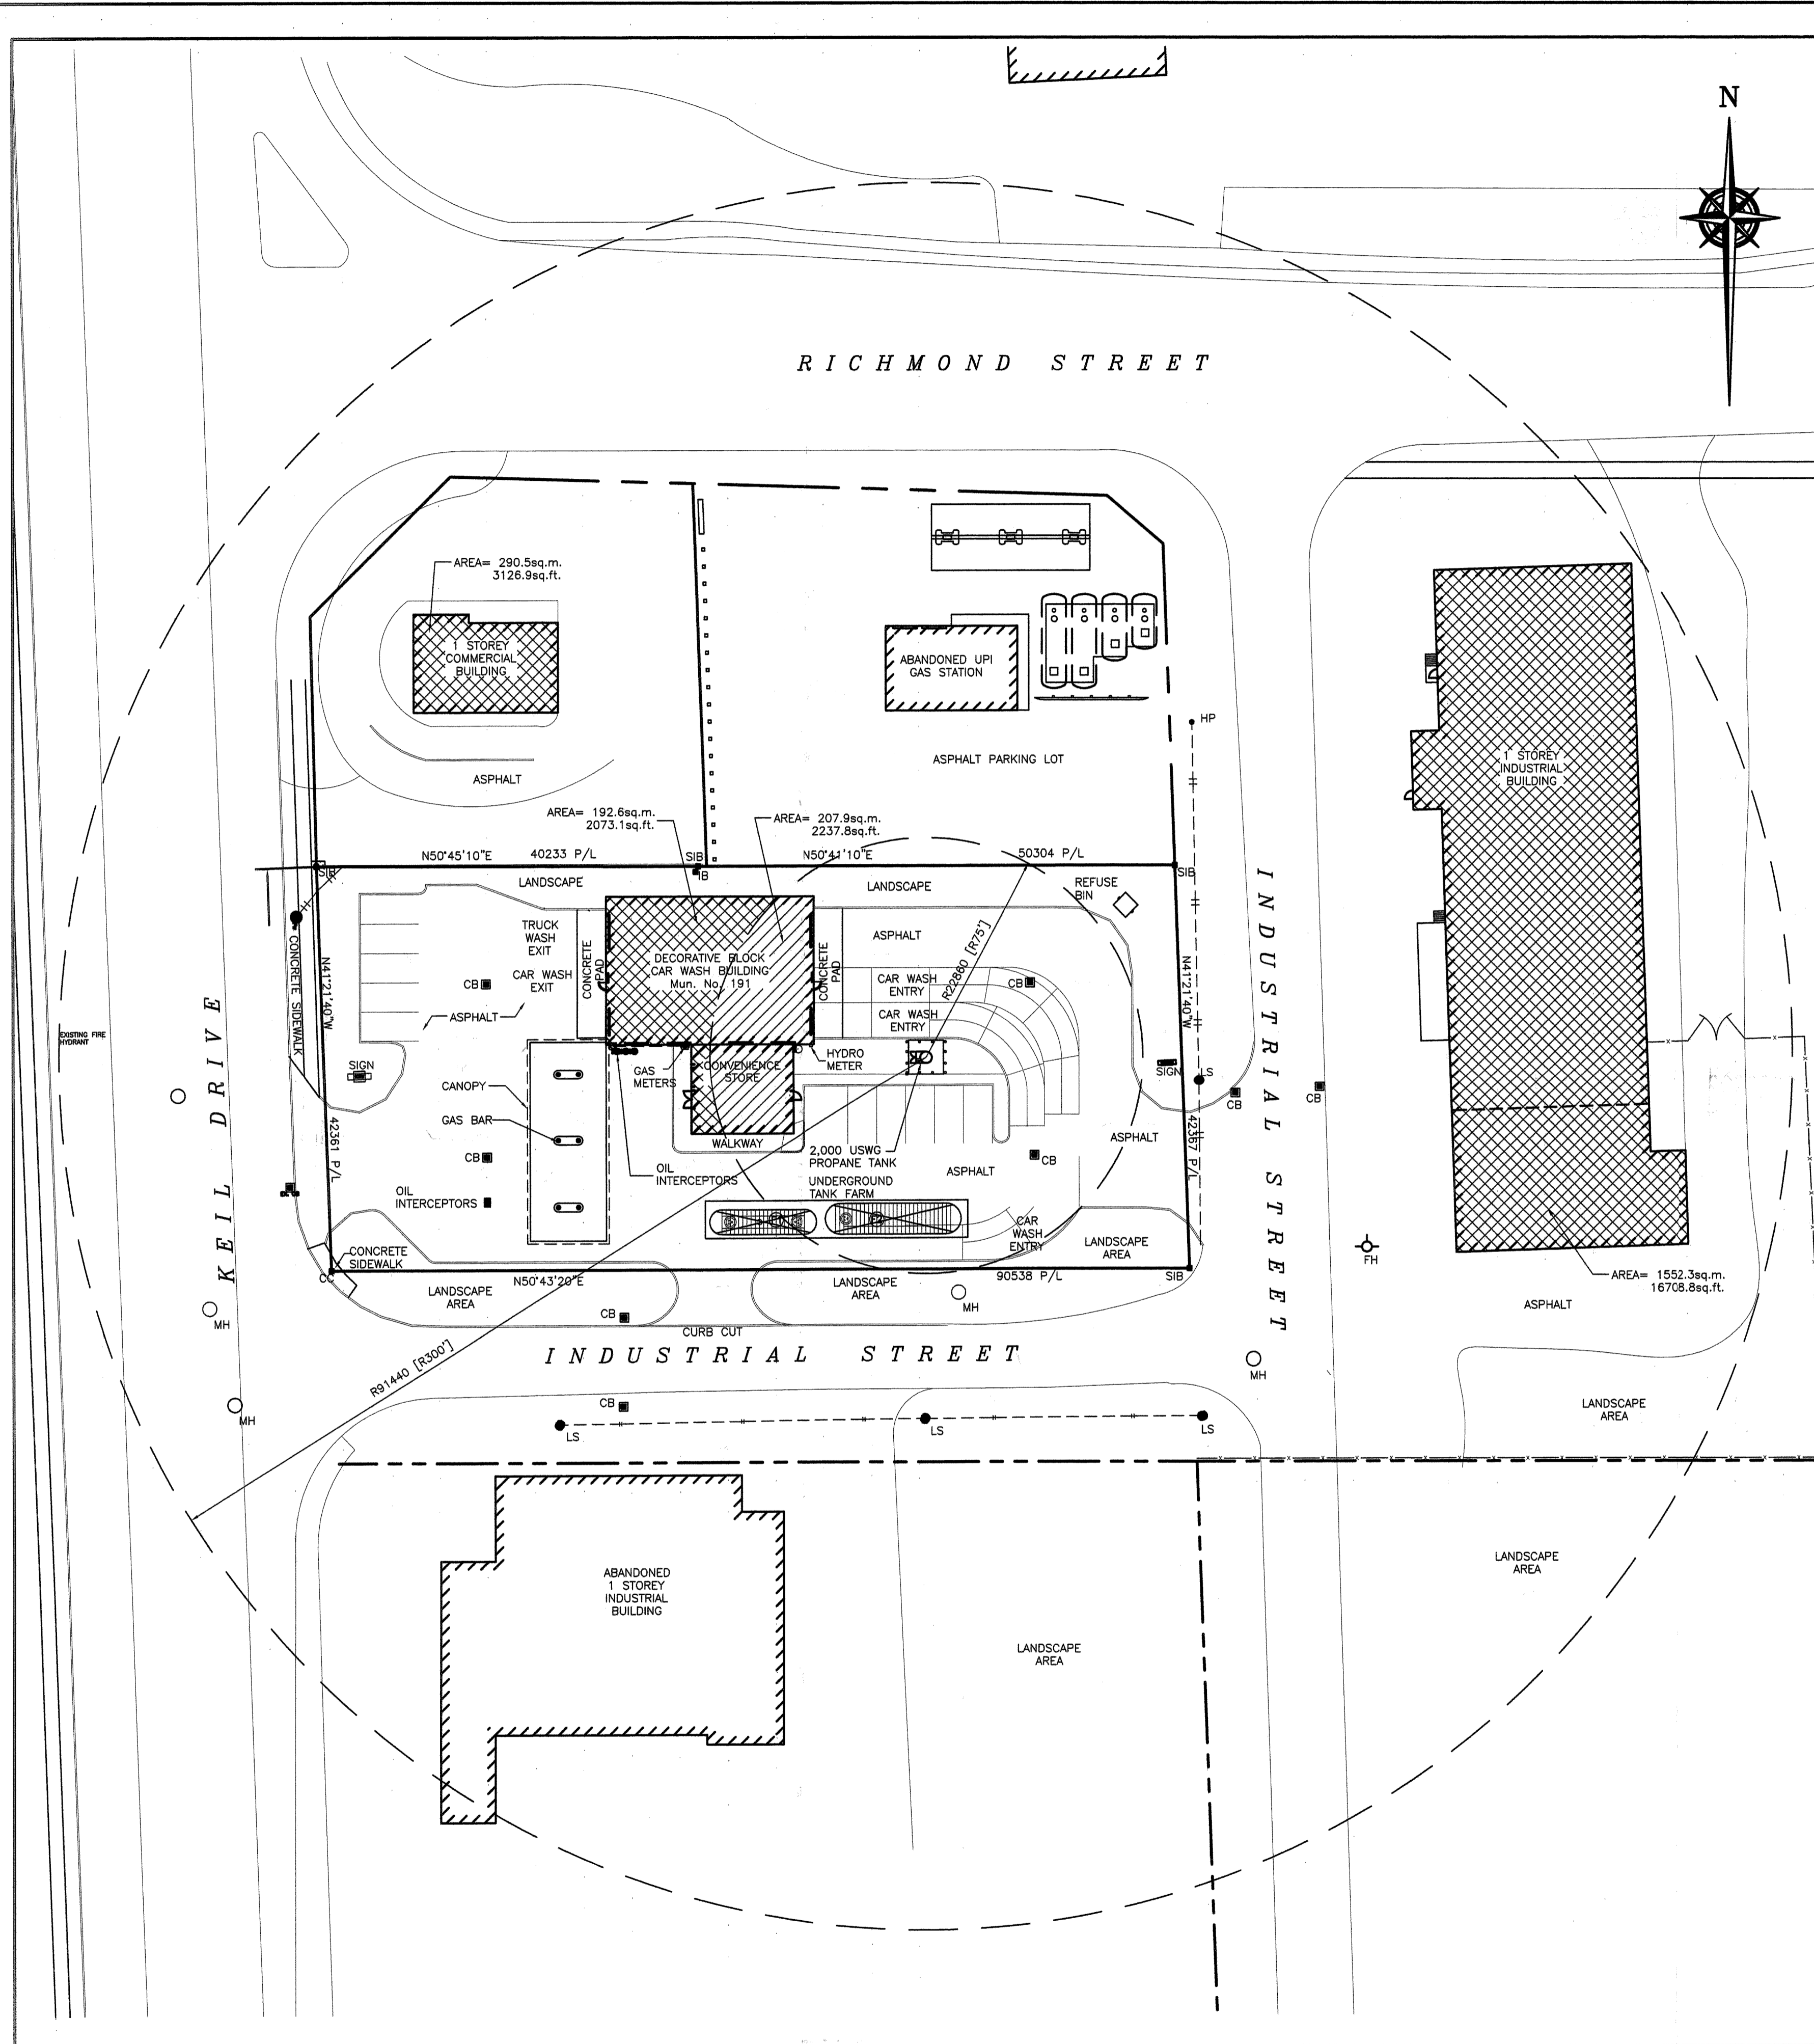 N
RICHMOND STREET
AREA= 290.5sq.m.
3126.9sq.ft.
1 STOREY
COMMERCIAL
BUILDING
ABANDONED UPI
GAS STATION
HP
ASPHALT PARKING LOT
ASPHALT
1 STOREY
INDUSTRIAL
BUILDING
AREA= 192.6sq.m.
2073.1sq.ft.
AREA= 207.9sq.m.
2237.8sq.ft.
N50°45'10"E
40233 P/L
SIB
IB
N50°41'10"E
50304 P/L
SIB
SIB
LANDSCAPE
LANDSCAPE
REFUSE
BIN
TRUCK
WASH
EXIT
CAR WASH
EXIT
CONCRETE
PAD
DECORATIVE BLOCK
CAR WASH BUILDING
Mun. No. 191
CONCRETE
PAD
ASPHALT
R22860 [R75']
CAR WASH
ENTRY
CAR WASH
ENTRY
CB
CB
ASPHALT
N41°21'40"W
N41°21'40"W
CONCRETE SIDEWALK
EXISTING FIRE
HYDRANT
KEIL DRIVE
INDUSTRIAL STREET
SIGN
CANOPY
GAS BAR
GAS
METERS
CONVENIENCE
STORE
HYDRO
METER
SIGN
LS
CB
CB
42361 P/L
42367 P/L
WALKWAY
2,000 USWG
PROPANE TANK
ASPHALT
ASPHALT
CB
CB
OIL
INTERCEPTORS
OIL
INTERCEPTORS
UNDERGROUND
TANK FARM
CAR
WASH
ENTRY
LANDSCAPE
AREA
CONCRETE
SIDEWALK
CC
N50°43'20"E
90538 P/L
SIB
FH
AREA= 1552.3sq.m.
16708.8sq.ft.
ASPHALT
LANDSCAPE
AREA
LANDSCAPE
AREA
MH
MH
CB
CURB CUT
INDUSTRIAL STREET
MH
R91440 [R300']
MH
CB
LS
LS
LS
LANDSCAPE
AREA
ABANDONED
1 STOREY
INDUSTRIAL
BUILDING
LANDSCAPE
AREA
LANDSCAPE
AREA